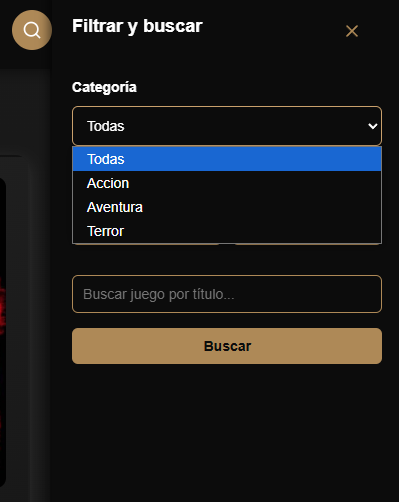 Filtrar y buscar
Categoría
Todas
Todas
Accion
Aventura
Terror
Buscar juego por título...
Buscar